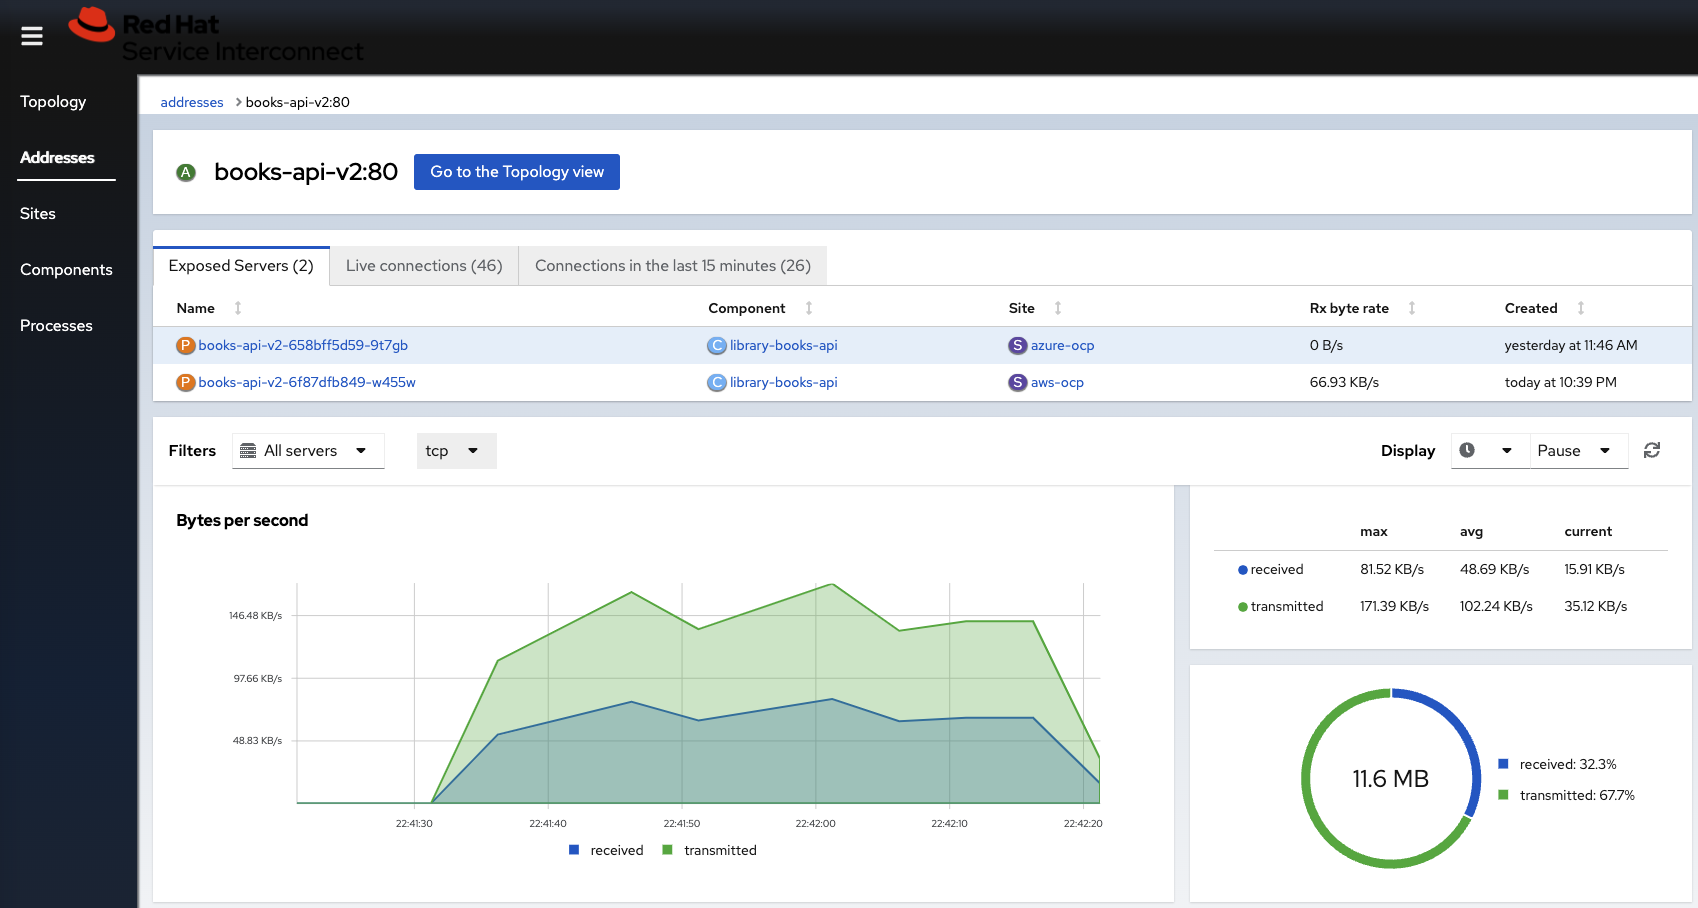 Red Hat
Service Interconnect
Topology
Addresses
Sites
Components
Processes
addresses > books-api-v2:80
A books-api-v2:80 Go to the Topology view
Exposed Servers (2) Live connections (46) Connections in the last 15 minutes (26)
Name Component Site Rx byte rate Created
P books-api-v2-658bff5d59-9t7gb C library-books-api S azure-ocp 0 B/s yesterday at 11:46 AM
P books-api-v2-6f87dfb849-w455w C library-books-api S aws-ocp 66.93 KB/s today at 10:39 PM
Filters All servers tcp Display Pause
Bytes per second
146.48 KB/s
97.66 KB/s
48.83 KB/s
22:41:30 22:41:40 22:41:50 22:42:00 22:42:10 22:42:20
received transmitted
max avg current
received 81.52 KB/s 48.69 KB/s 15.91 KB/s
transmitted 171.39 KB/s 102.24 KB/s 35.12 KB/s
11.6 MB
received: 32.3%
transmitted: 67.7%